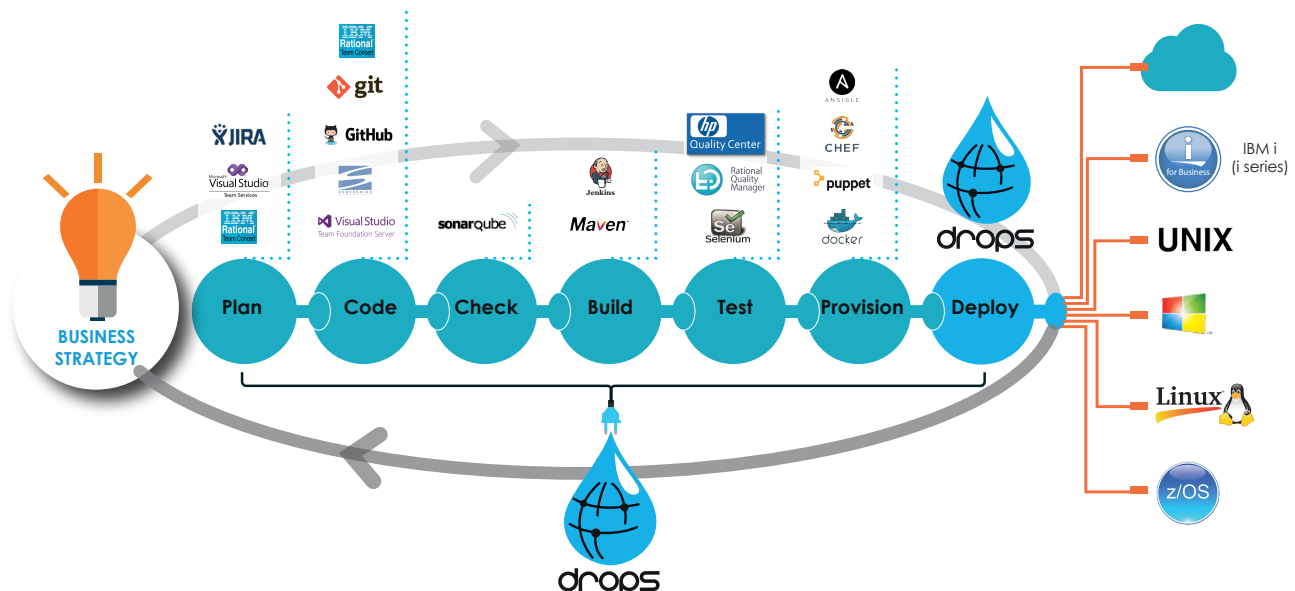 BUSINESS
STRATEGY
JIRA
Microsoft
Visual Studio
Team Services
IBM
Rational
Team Concert
Plan
IBM
Rational
Team Concert
git
GitHub
SUBVERSION
Visual Studio
Team Foundation Server
Code
sonarqube
Check
Jenkins
Maven
Build
hp
Quality Center
Rational
Quality
Manager
Se
Selenium
Test
A
ANSIBLE
CHEF
puppet
docker
Provision
drops
Deploy
drops
i
for Business
IBM i
(i series)
UNIX
Linux
z/OS